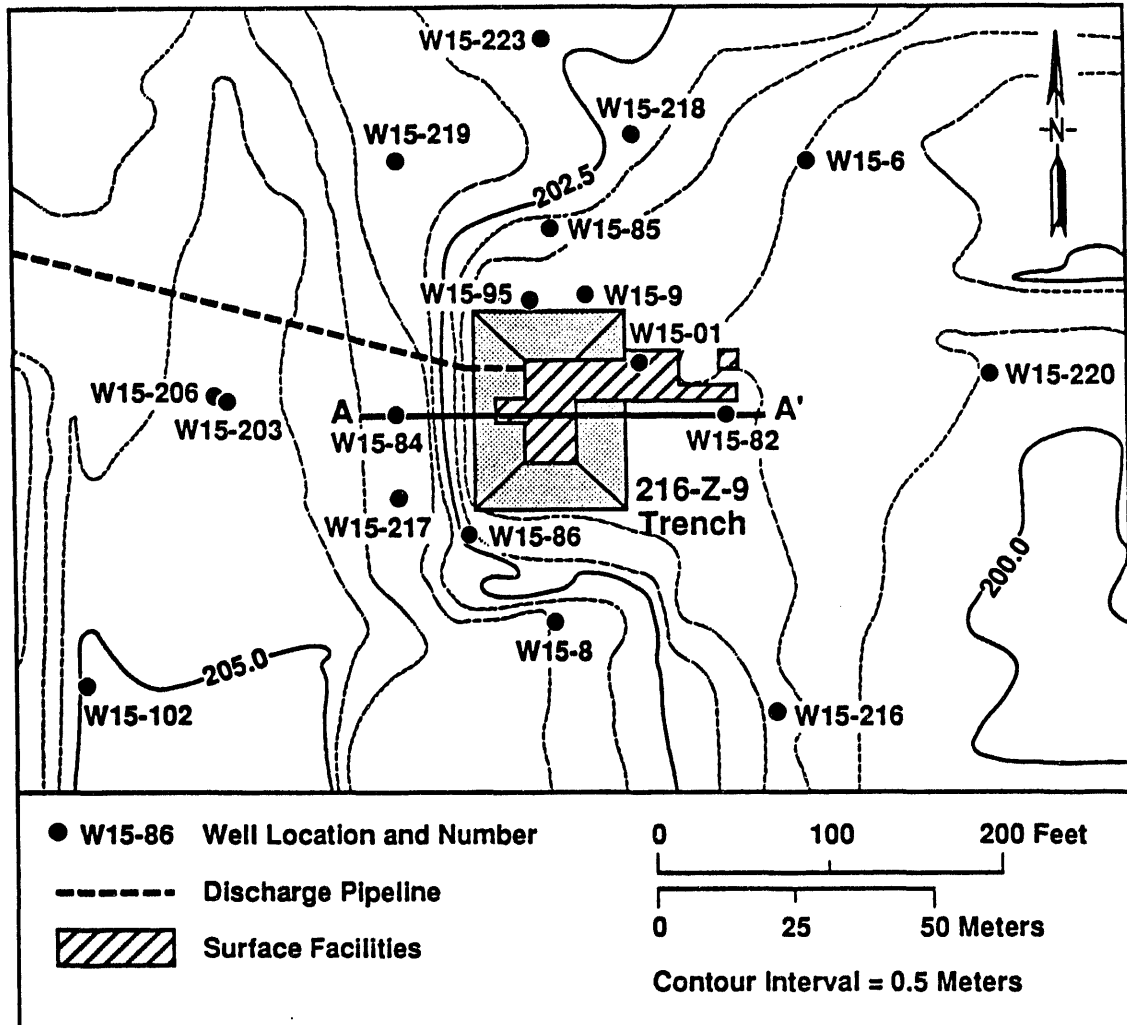 W15-223
W15-218
W15-219
N
W15-6
202.5
W15-85
W15-95
W15-9
W15-01
W15-206
W15-203
A
A'
W15-84
W15-82
W15-220
W15-217
216-Z-9
Trench
W15-86
200.0
W15-8
205.0
W15-102
W15-216
W15-86 Well Location and Number
Discharge Pipeline
Surface Facilities
0 100 200 Feet
0 25 50 Meters
Contour Interval = 0.5 Meters